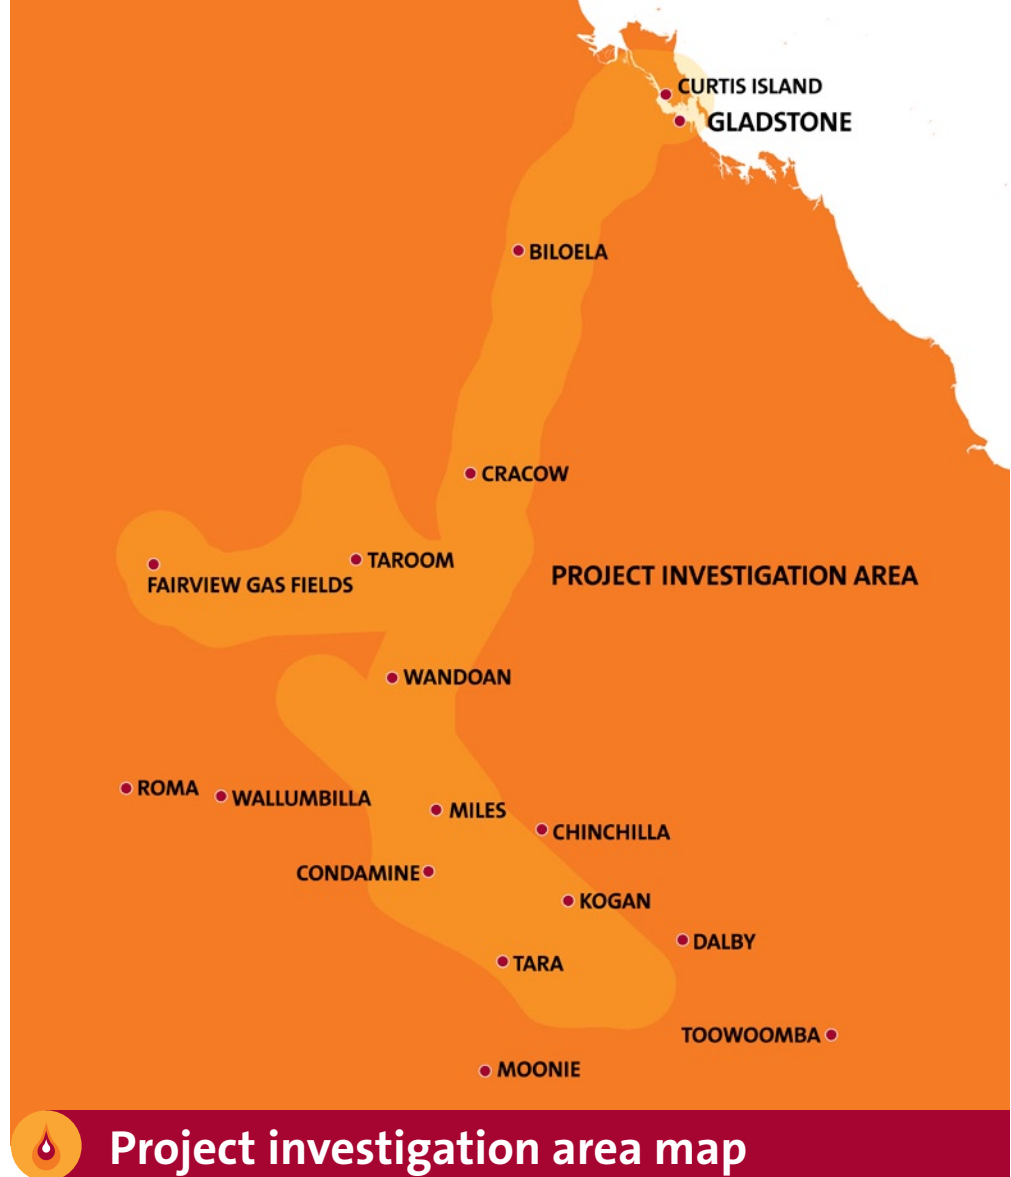 CURTIS ISLAND
GLADSTONE
BILOELA
CRACOW
TAROOM
FAIRVIEW GAS FIELDS
PROJECT INVESTIGATION AREA
WANDOAN
ROMA
WALLUMBILLA
MILES
CHINCHILLA
CONDAMINE
KOGAN
DALBY
TARA
TOOWOOMBA
MOONIE
Project investigation area map